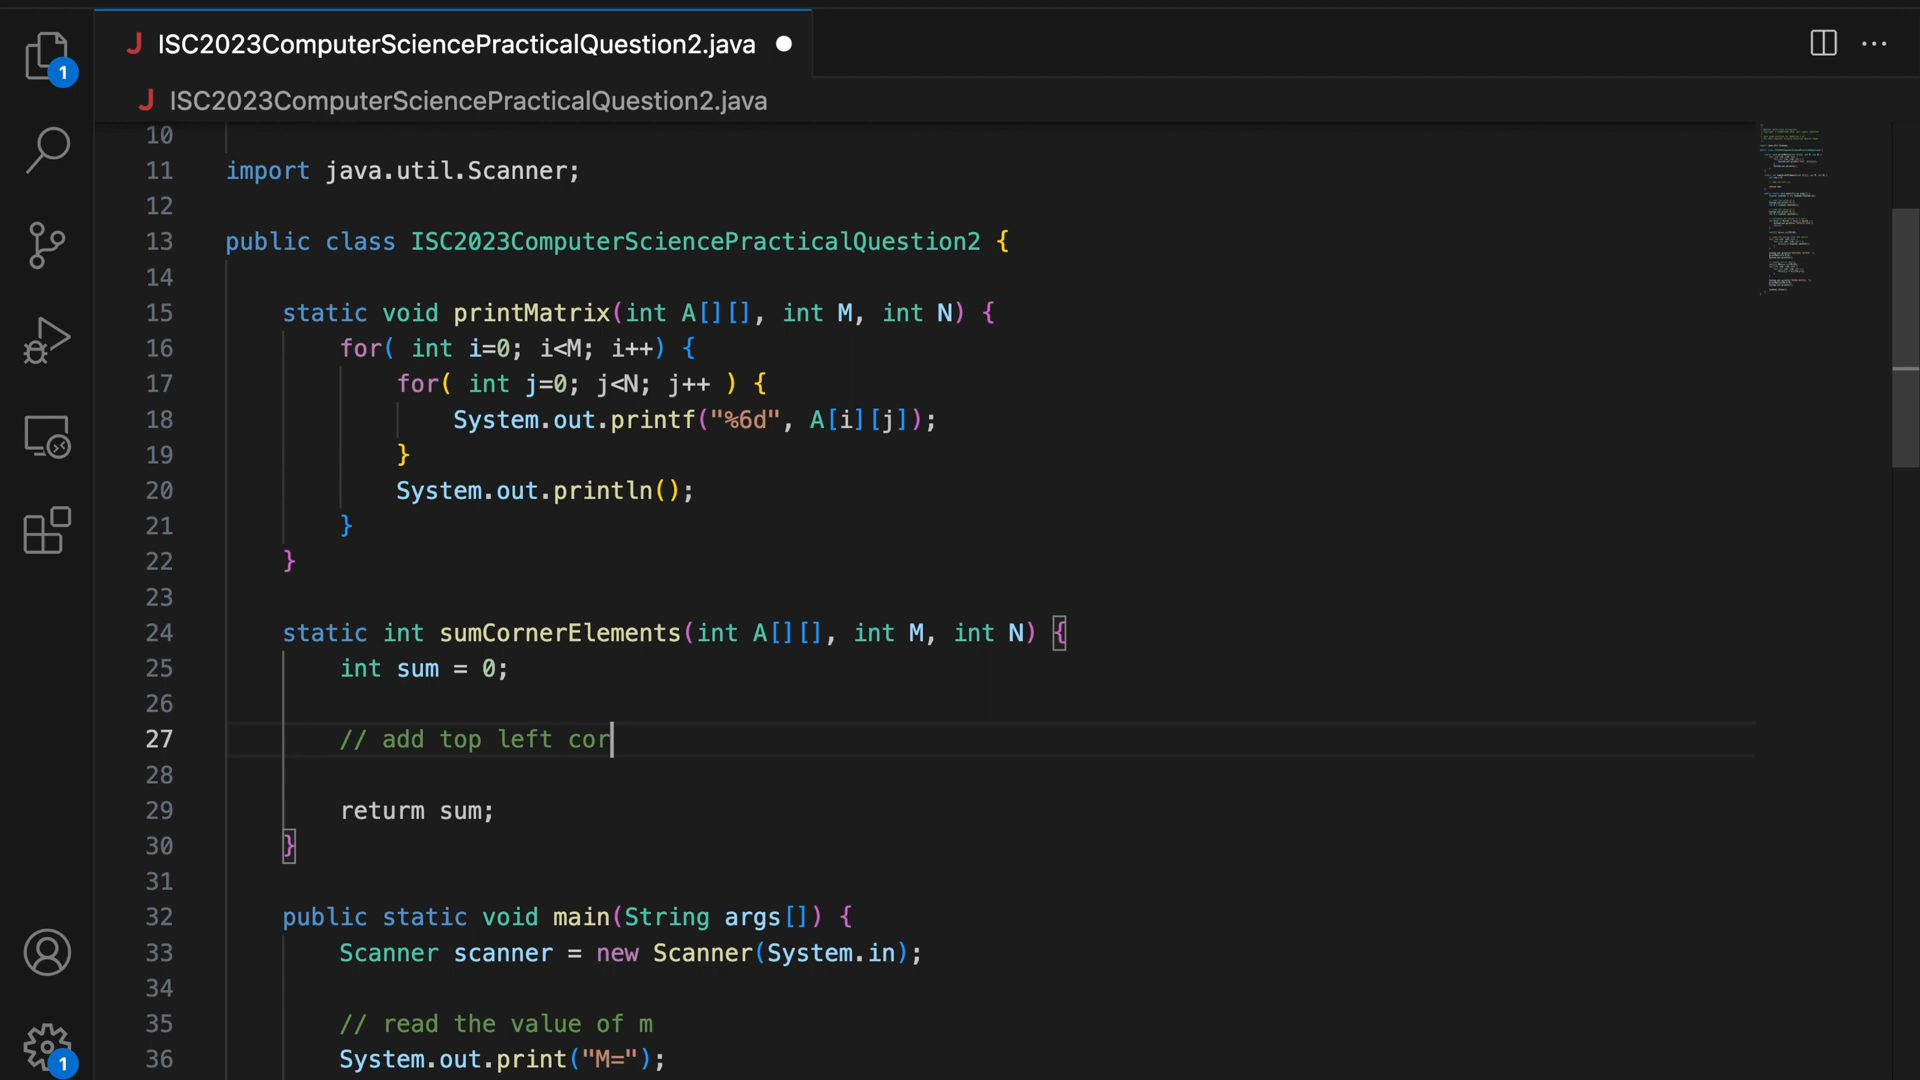 ISC2023ComputerSciencePracticalQuestion2.java
ISC2023ComputerSciencePracticalQuestion2.java
1
10
11 import java.util.Scanner;
12
13 public class ISC2023ComputerSciencePracticalQuestion2 {
14
15 static void printMatrix(int A[][], int M, int N) {
16 for( int i=0; i<M; i++) {
17 for( int j=0; j<N; j++ ) {
18 System.out.printf("%6d", A[i][j]);
19 }
20 System.out.println();
21 }
22 }
23
24 static int sumCornerElements(int A[][], int M, int N) {
25 int sum = 0;
26
27 // add top left cor
28
29 returm sum;
30 }
31
32 public static void main(String args[]) {
33 Scanner scanner = new Scanner(System.in);
34
35 // read the value of m
36 System.out.print("M=");
1